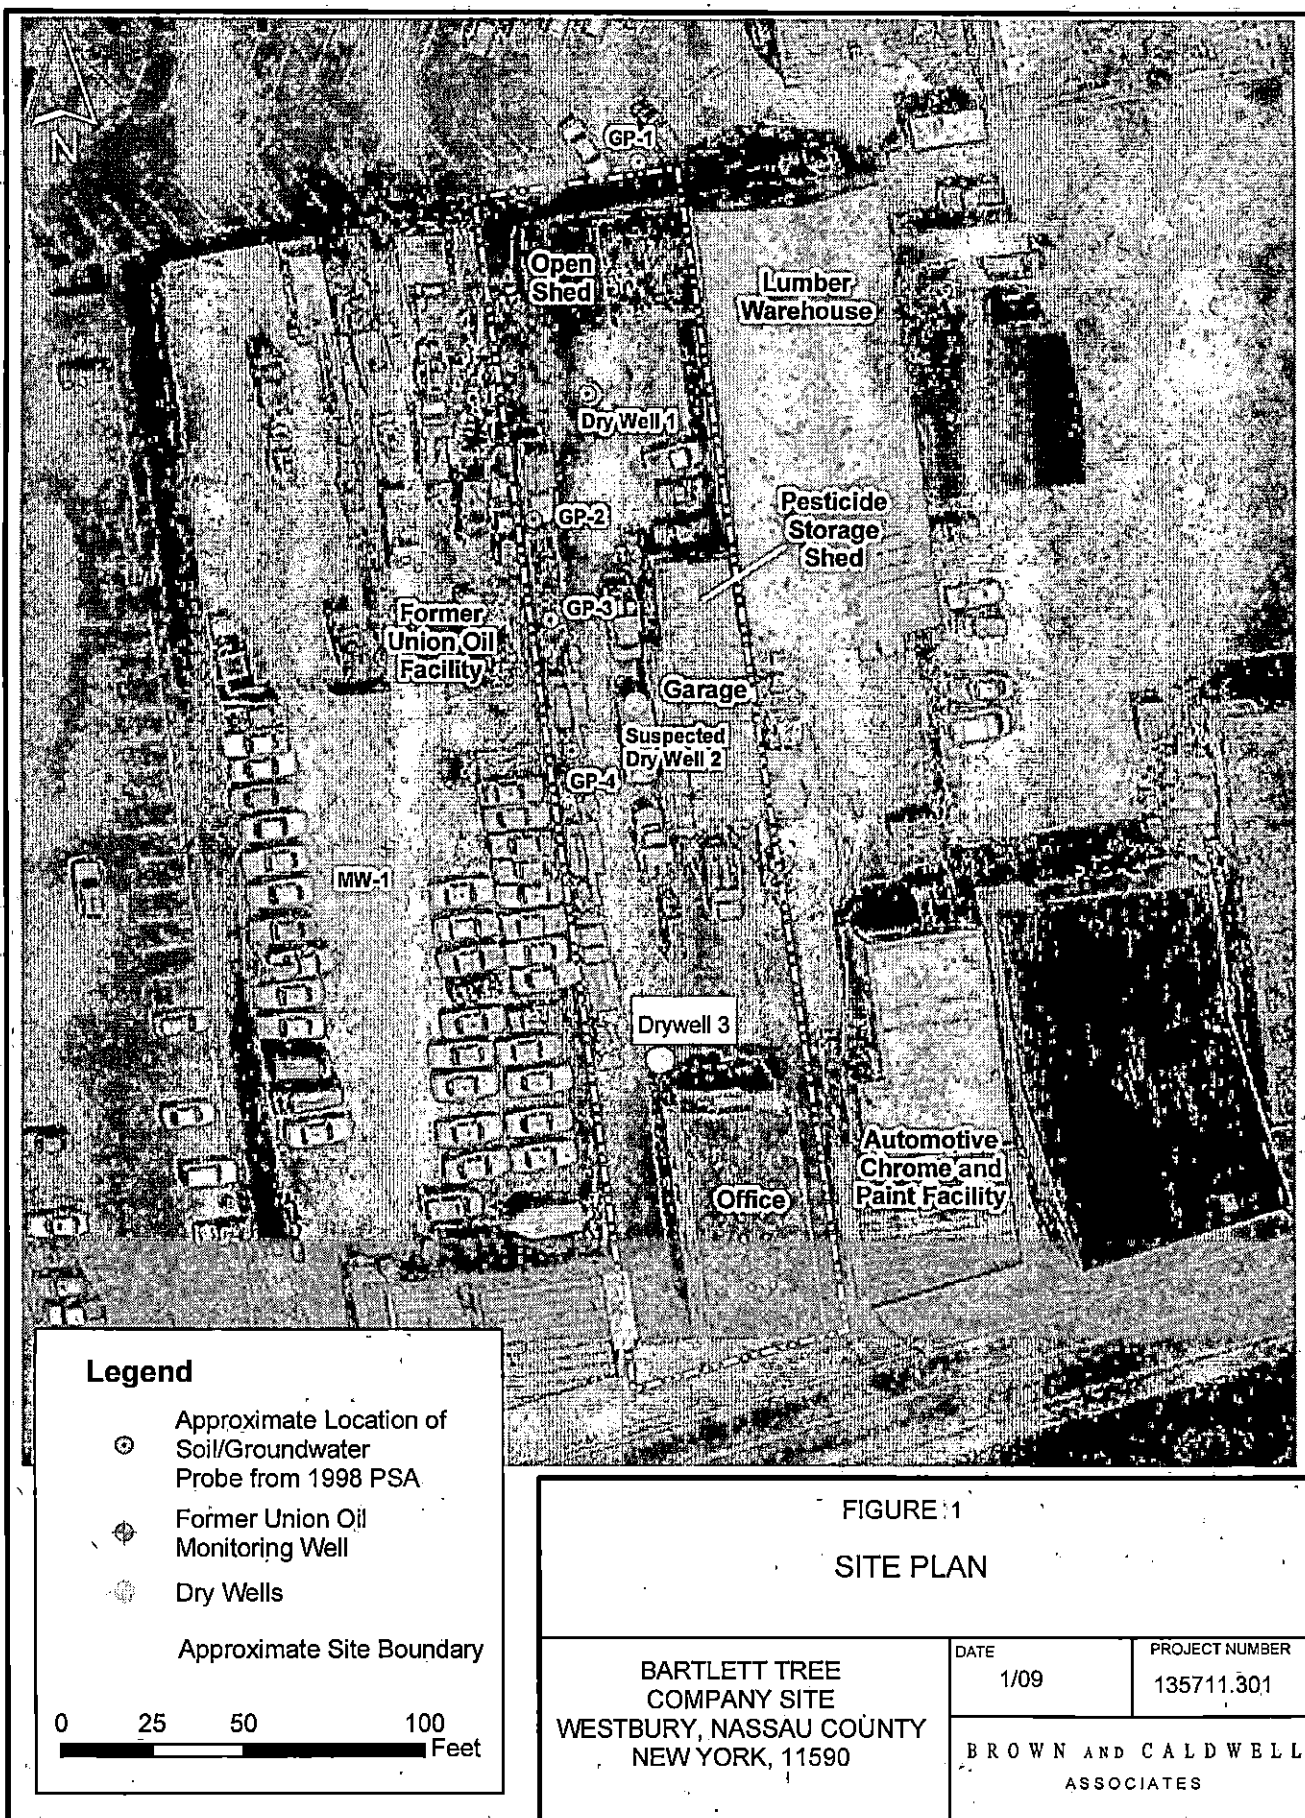 N
GP-1
Open
Shed
Lumber
Warehouse
Dry Well 1
GP-2
Pesticide
Storage
Shed
GP-3
Former
Union Oil
Facility
Garage
Suspected
Dry Well 2
GP-4
MW-1
Drywell 3
Automotive
Chrome and
Paint Facility
Office
Legend
Approximate Location of
Soil/Groundwater
Probe from 1998 PSA
Former Union Oil
Monitoring Well
Dry Wells
Approximate Site Boundary
0 25 50 100
Feet
FIGURE 1
SITE PLAN
BARTLETT TREE
COMPANY SITE
WESTBURY, NASSAU COUNTY
NEW YORK, 11590
DATE
1/09
PROJECT NUMBER
135711.301
BROWN AND CALDWELL
ASSOCIATES